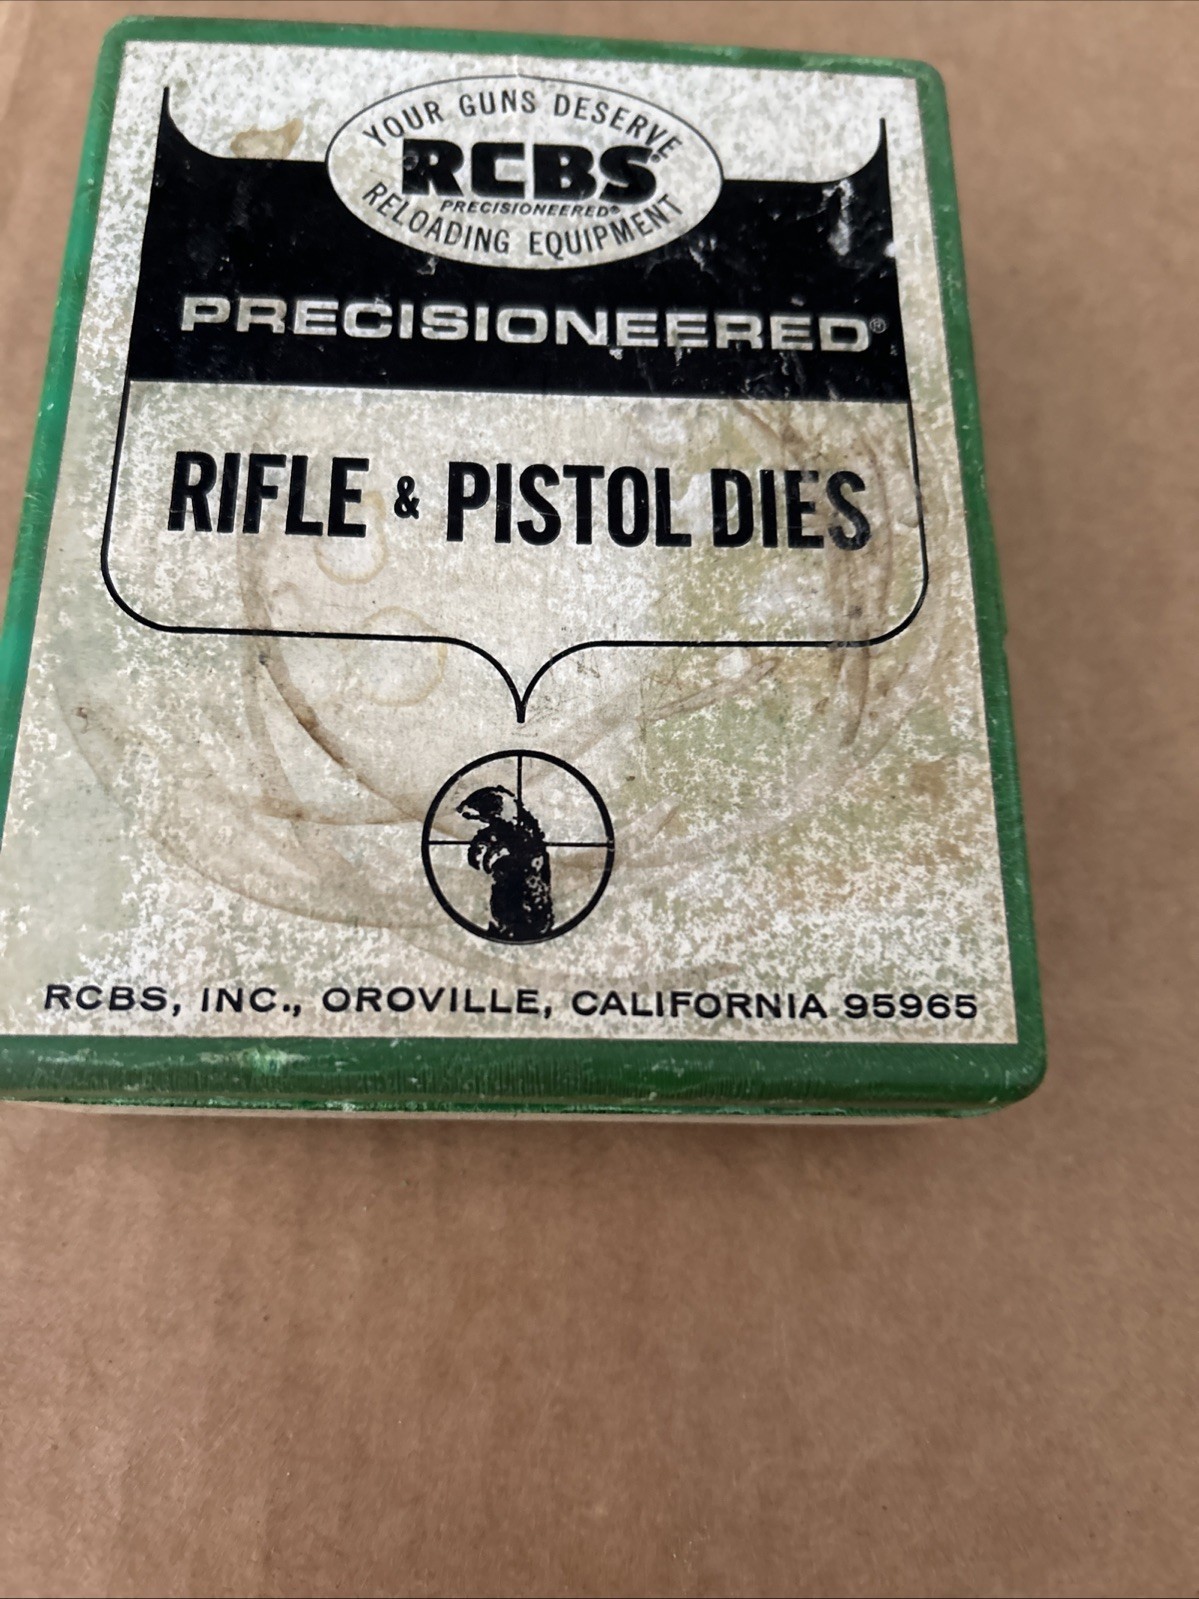 YOUR GUNS DESERVE
RCBS®
PRECISIONEERED®
RELOADING EQUIPMENT
PRECISIONEERED®
RIFLE & PISTOL DIES
RCBS, INC., OROVILLE, CALIFORNIA 95965